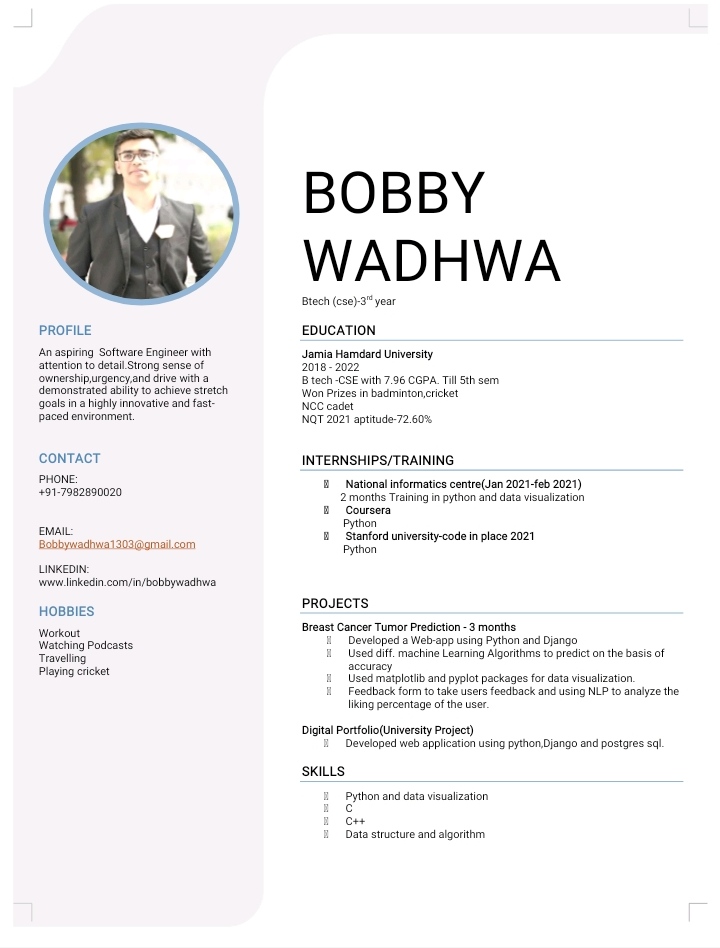 BOBBY
WADHWA
Btech (cse)-3rd year
PROFILE
An aspiring  Software Engineer with
attention to detail.Strong sense of
ownership,urgency,and drive with a
demonstrated ability to achieve stretch
goals in a highly innovative and fast-
paced environment.
CONTACT
PHONE:
+91-7982890020
EMAIL:
Bobbywadhwa1303@gmail.com
LINKEDIN:
www.linkedin.com/in/bobbywadhwa
HOBBIES
Workout
Watching Podcasts
Travelling
Playing cricket
EDUCATION
Jamia Hamdard University
2018 - 2022
B tech -CSE with 7.96 CGPA. Till 5th sem
Won Prizes in badminton,cricket
NCC cadet
NQT 2021 aptitude-72.60%
INTERNSHIPS/TRAINING
National informatics centre(Jan 2021-feb 2021)
2 months Training in python and data visualization
Coursera
Python
Stanford university-code in place 2021
Python
PROJECTS
Breast Cancer Tumor Prediction - 3 months
Developed a Web-app using Python and Django
Used diff. machine Learning Algorithms to predict on the basis of
accuracy
Used matplotlib and pyplot packages for data visualization.
Feedback form to take users feedback and using NLP to analyze the
liking percentage of the user.
Digital Portfolio(University Project)
Developed web application using python,Django and postgres sql.
SKILLS
Python and data visualization
C
C++
Data structure and algorithm